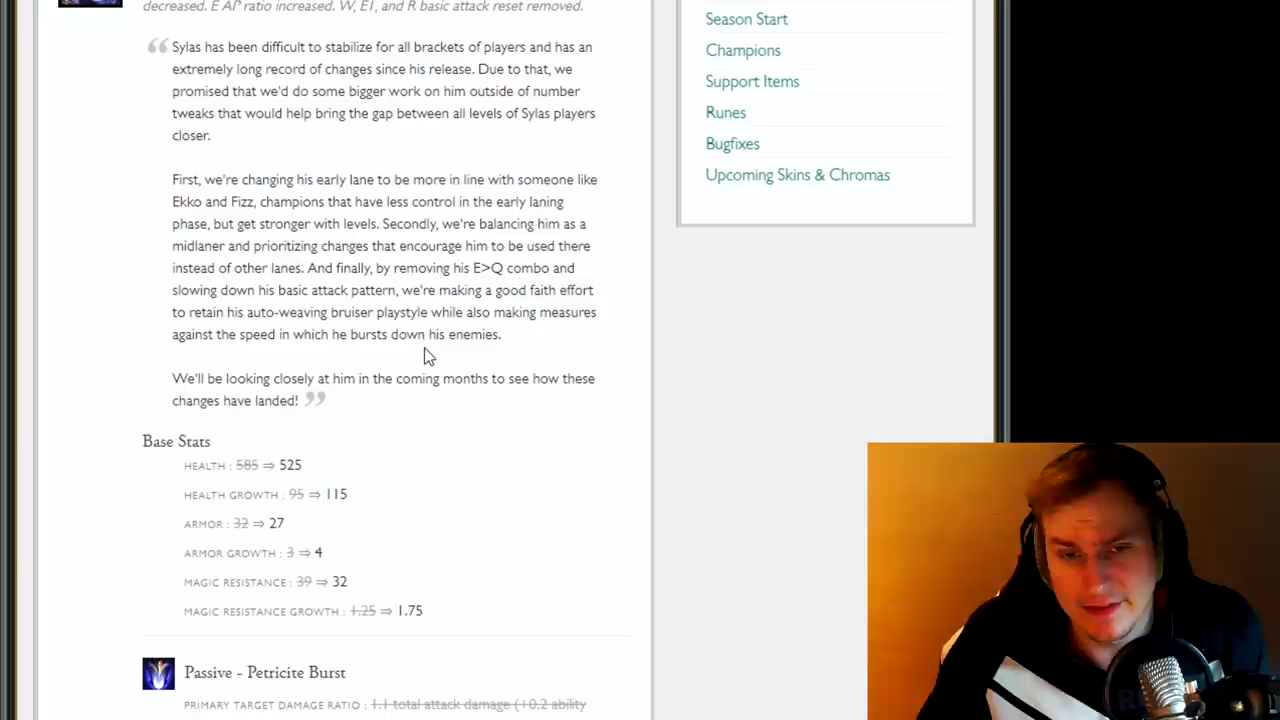 decreased. E AP ratio increased. W, E1, and R basic attack reset removed.
Sylas has been difficult to stabilize for all brackets of players and has an
extremely long record of changes since his release. Due to that, we
promised that we'd do some bigger work on him outside of number
tweaks that would help bring the gap between all levels of Sylas players
closer.
First, we're changing his early lane to be more in line with someone like
Ekko and Fizz, champions that have less control in the early laning
phase, but get stronger with levels. Secondly, we're balancing him as a
midlaner and prioritizing changes that encourage him to be used there
instead of other lanes. And finally, by removing his E>Q combo and
slowing down his basic attack pattern, we're making a good faith effort
to retain his auto-weaving bruiser playstyle while also making measures
against the speed in which he bursts down his enemies.
We'll be looking closely at him in the coming months to see how these
changes have landed!
Base Stats
HEALTH : 585 ⇒ 525
HEALTH GROWTH : 95 ⇒ 115
ARMOR : 32 ⇒ 27
ARMOR GROWTH : 3 ⇒ 4
MAGIC RESISTANCE : 39 ⇒ 32
MAGIC RESISTANCE GROWTH : 1.25 ⇒ 1.75
Passive - Petricite Burst
PRIMARY TARGET DAMAGE RATIO : 1.1 total attack damage (+0.2 ability
Season Start
Champions
Support Items
Runes
Bugfixes
Upcoming Skins & Chromas